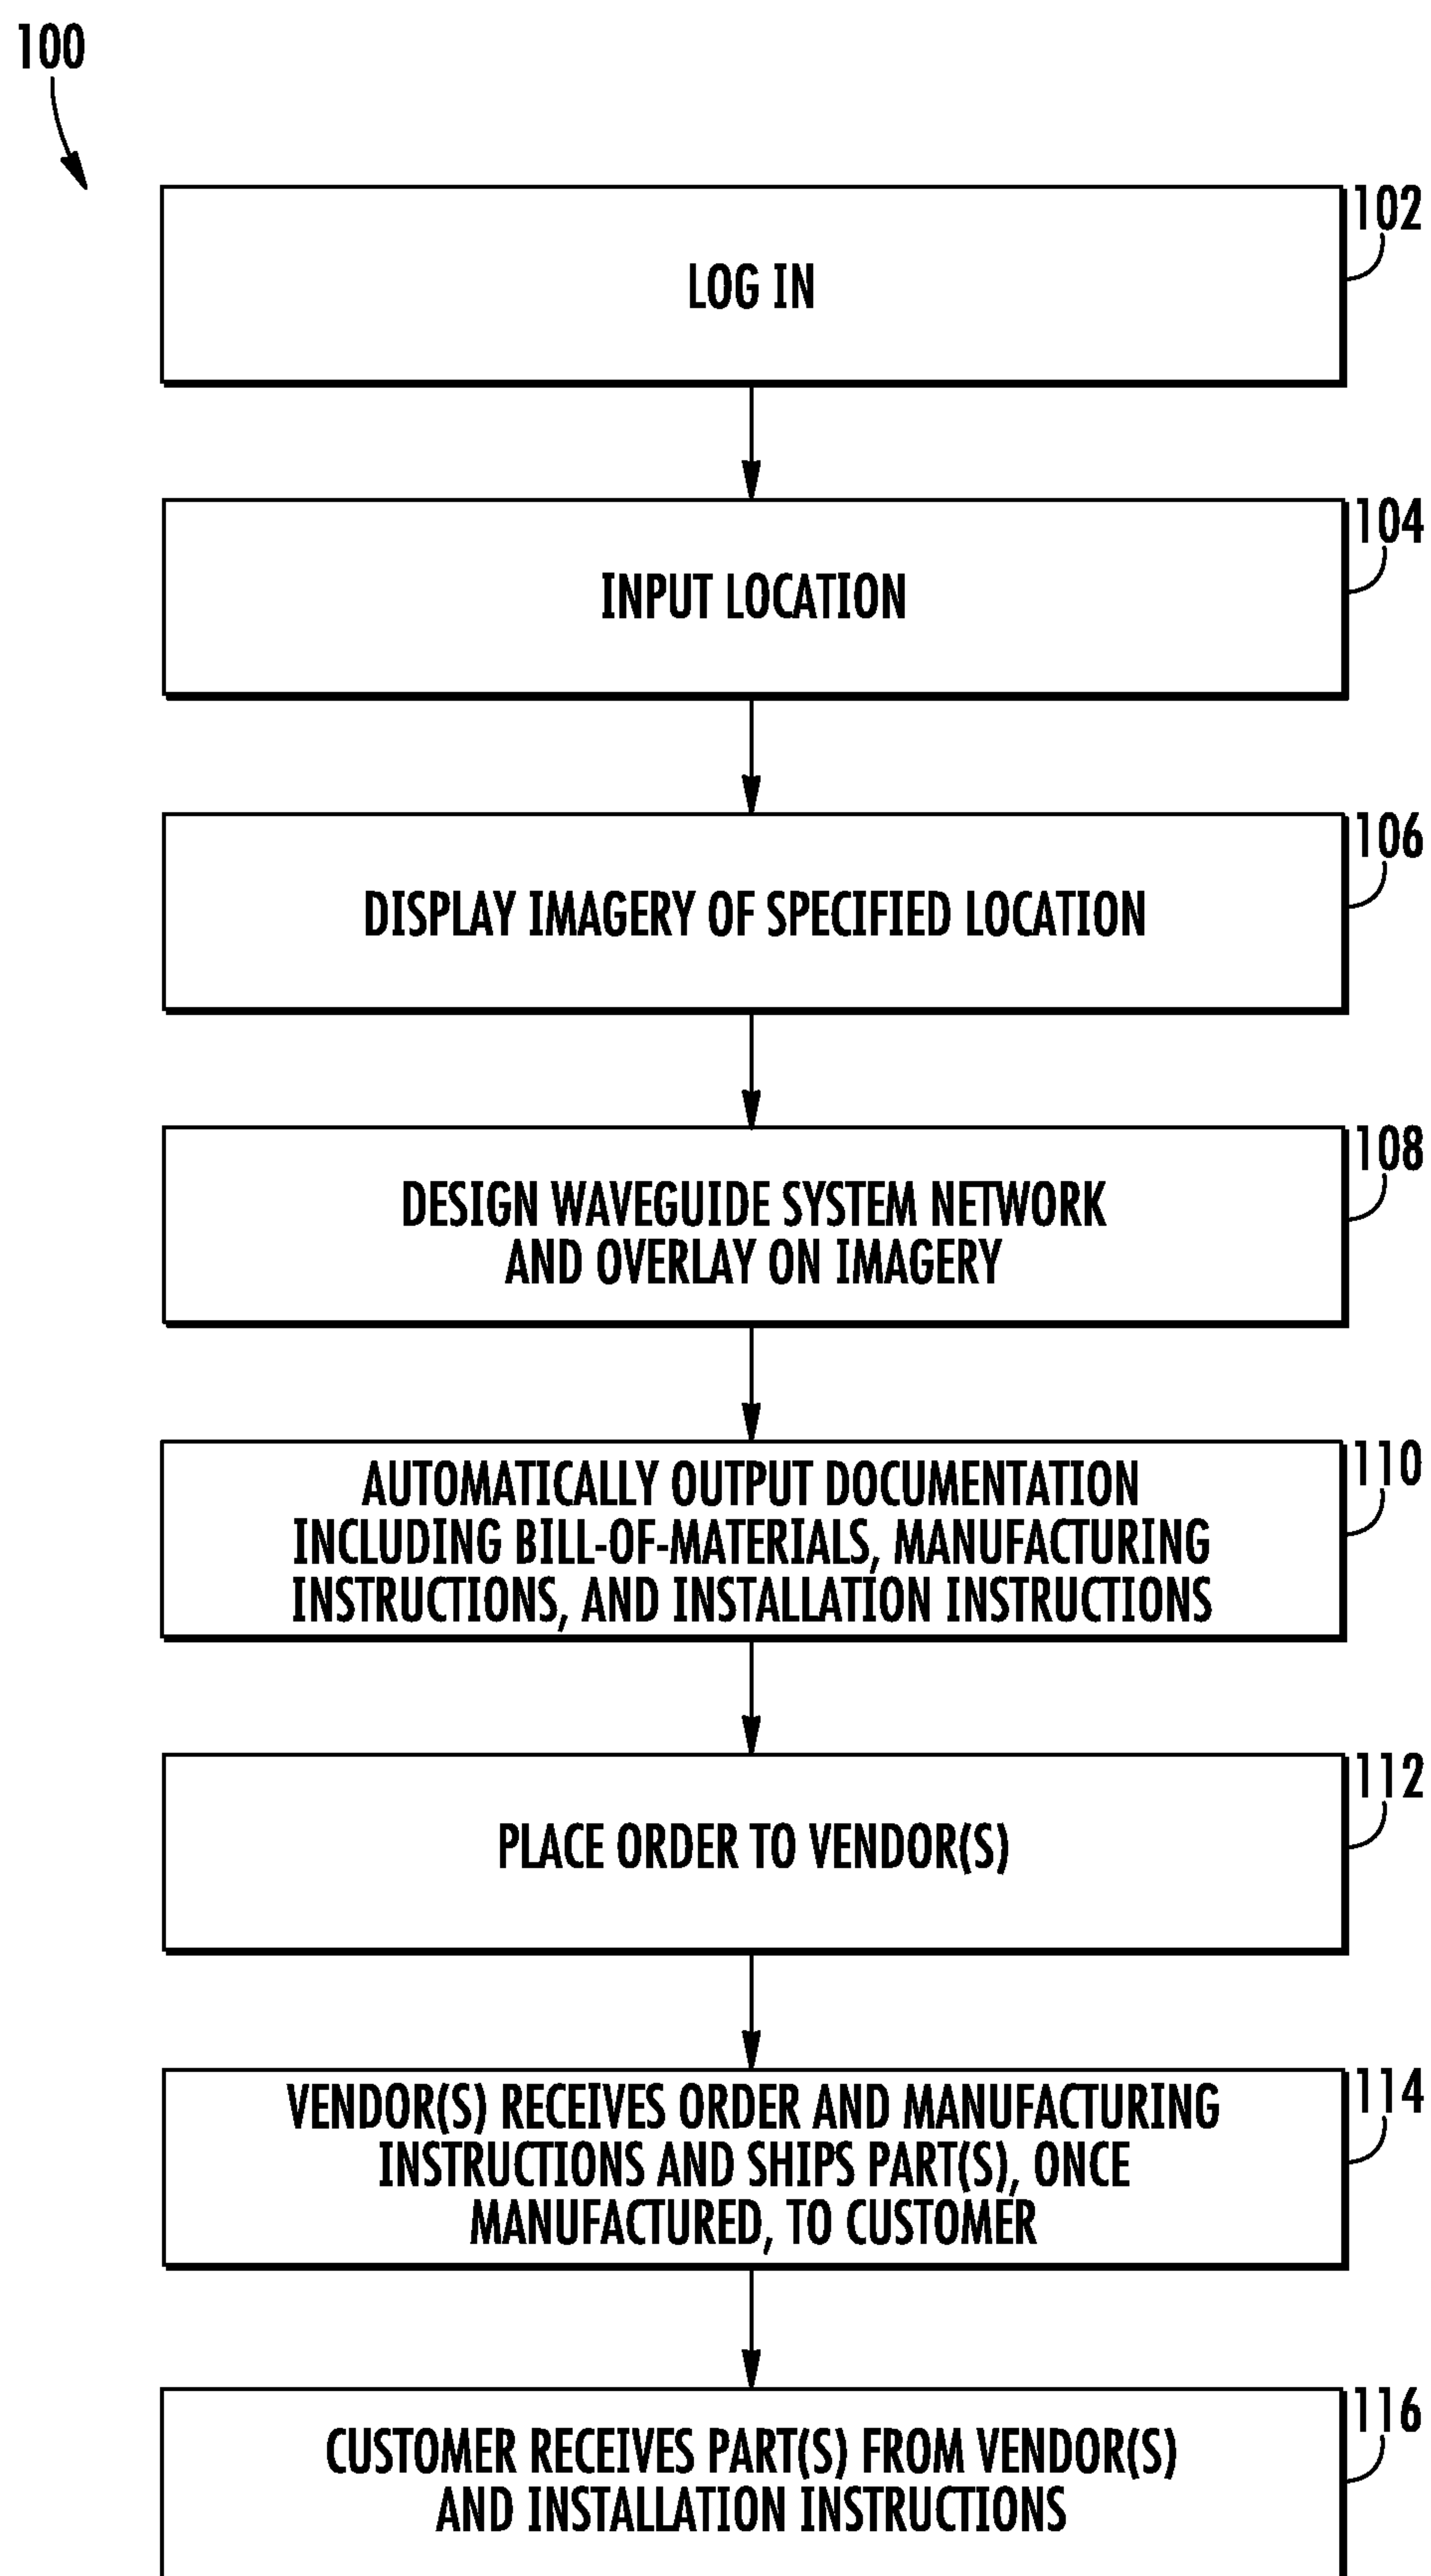 100
102
LOG IN
104
INPUT LOCATION
106
DISPLAY IMAGERY OF SPECIFIED LOCATION
108
DESIGN WAVEGUIDE SYSTEM NETWORK
AND OVERLAY ON IMAGERY
110
AUTOMATICALLY OUTPUT DOCUMENTATION
INCLUDING BILL-OF-MATERIALS, MANUFACTURING
INSTRUCTIONS, AND INSTALLATION INSTRUCTIONS
112
PLACE ORDER TO VENDOR(S)
114
VENDOR(S) RECEIVES ORDER AND MANUFACTURING
INSTRUCTIONS AND SHIPS PART(S), ONCE
MANUFACTURED, TO CUSTOMER
116
CUSTOMER RECEIVES PART(S) FROM VENDOR(S)
AND INSTALLATION INSTRUCTIONS